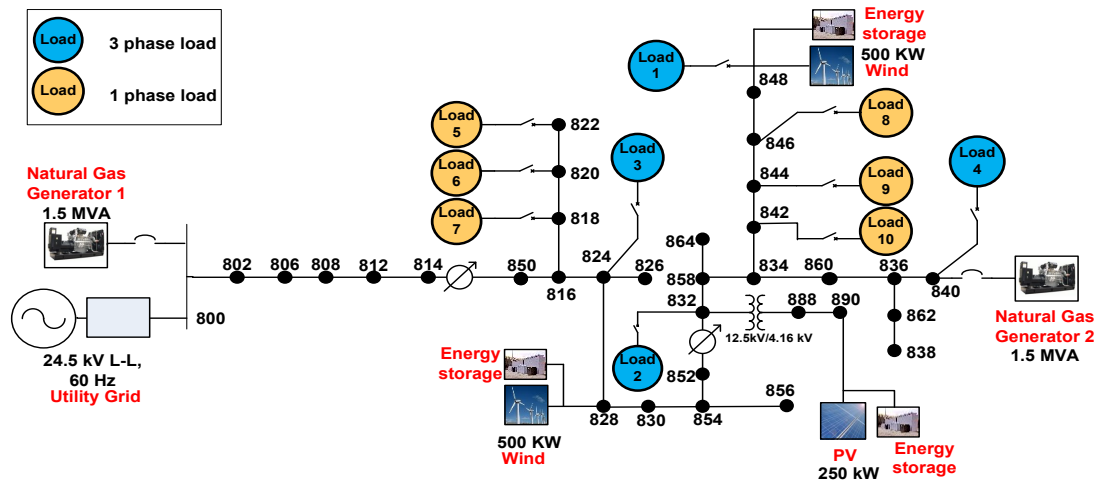 Load
3 phase load
Load
1 phase load
Natural Gas
Generator 1
1.5 MVA
800
24.5 kV L-L,
60 Hz
Utility Grid
802
806
808
812
814
850
816
Load
5
822
Load
6
820
Load
7
818
Load
3
824
826
Load
1
Energy
storage
500 KW
Wind
848
Load
8
846
844
Load
9
842
Load
10
Load
4
864
858
834
860
836
840
862
838
Natural Gas
Generator 2
1.5 MVA
832
888
890
12.5kV/4.16 kV
Load
2
852
Energy
storage
500 KW
Wind
828
830
854
856
PV
250 kW
Energy
storage